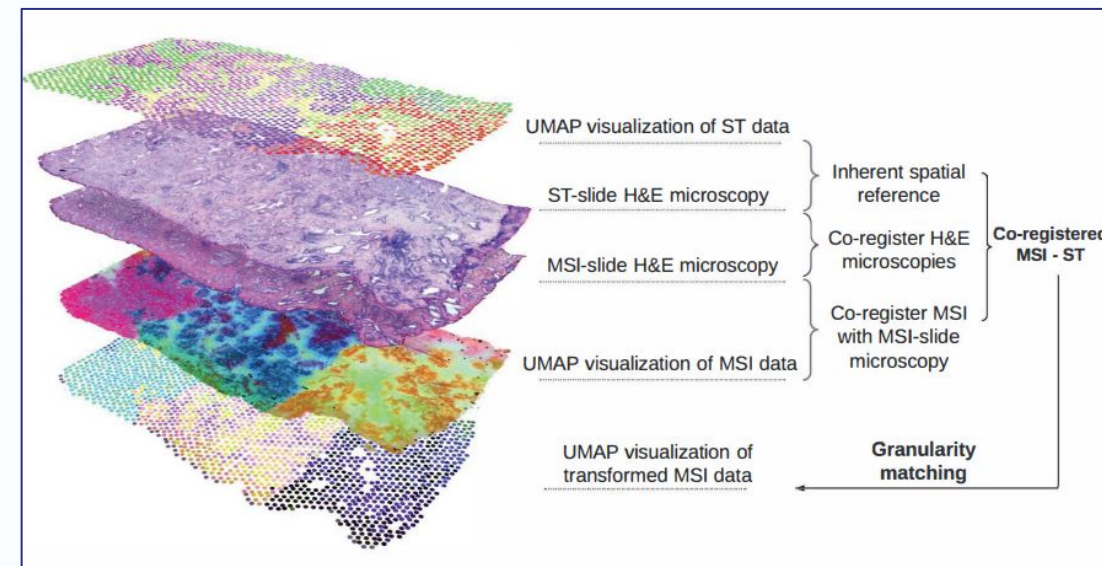 UMAP visualization of ST data
ST-slide H&E microscopy
MSI-slide H&E microscopy
UMAP visualization of MSI data
UMAP visualization of
transformed MSI data
Inherent spatial
reference
Co-register H&E
microscopies
Co-register MSI
with MSI-slide
microscopy
Co-registered
MSI - ST
Granularity
matching